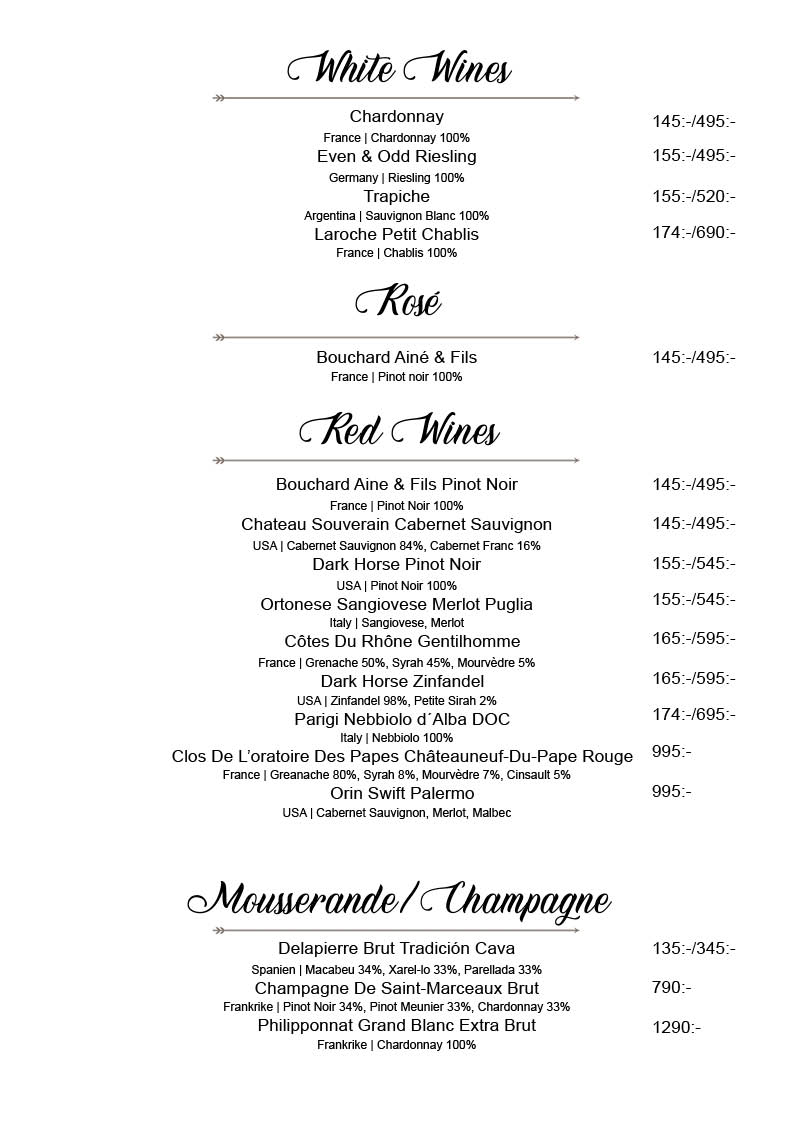 White Wines
Chardonnay 145:-/495:-
France | Chardonnay 100%
Even & Odd Riesling 155:-/495:-
Germany | Riesling 100%
Trapiche 155:-/520:-
Argentina | Sauvignon Blanc 100%
Laroche Petit Chablis 174:-/690:-
France | Chablis 100%
Rosé
Bouchard Ainé & Fils 145:-/495:-
France | Pinot noir 100%
Red Wines
Bouchard Aine & Fils Pinot Noir 145:-/495:-
France | Pinot Noir 100%
Chateau Souverain Cabernet Sauvignon 145:-/495:-
USA | Cabernet Sauvignon 84%, Cabernet Franc 16%
Dark Horse Pinot Noir 155:-/545:-
USA | Pinot Noir 100%
Ortonese Sangiovese Merlot Puglia 155:-/545:-
Italy | Sangiovese, Merlot
Côtes Du Rhône Gentilhomme 165:-/595:-
France | Grenache 50%, Syrah 45%, Mourvèdre 5%
Dark Horse Zinfandel 165:-/595:-
USA | Zinfandel 98%, Petite Sirah 2%
Parigi Nebbiolo d´Alba DOC 174:-/695:-
Italy | Nebbiolo 100%
Clos De L’oratoire Des Papes Châteauneuf-Du-Pape Rouge 995:-
France | Greanache 80%, Syrah 8%, Mourvèdre 7%, Cinsault 5%
Orin Swift Palermo 995:-
USA | Cabernet Sauvignon, Merlot, Malbec
Mousserande/Champagne
Delapierre Brut Tradición Cava 135:-/345:-
Spanien | Macabeu 34%, Xarel-lo 33%, Parellada 33%
Champagne De Saint-Marceaux Brut 790:-
Frankrike | Pinot Noir 34%, Pinot Meunier 33%, Chardonnay 33%
Philipponnat Grand Blanc Extra Brut 1290:-
Frankrike | Chardonnay 100%